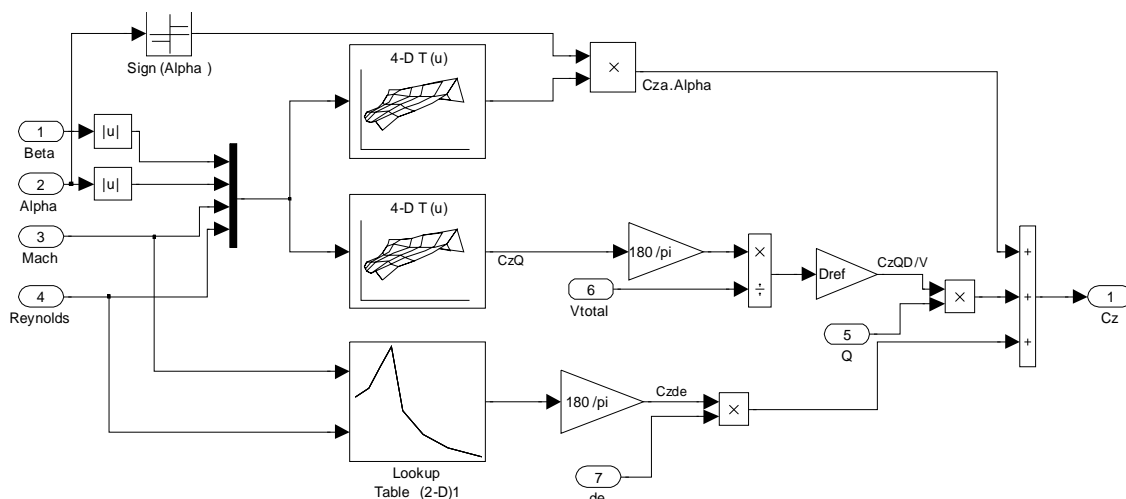 Sign (Alpha )
4-D T (u)
×
Cza.Alpha
1
Beta
|u|
2
Alpha
|u|
3
Mach
4
Reynolds
4-D T (u)
CzQ
180 /pi
×
÷
6
Vtotal
Dref
CzQD/V
×
5
Q
+
+
+
1
Cz
180 /pi
Czde
×
7
de
Lookup
Table (2-D)1